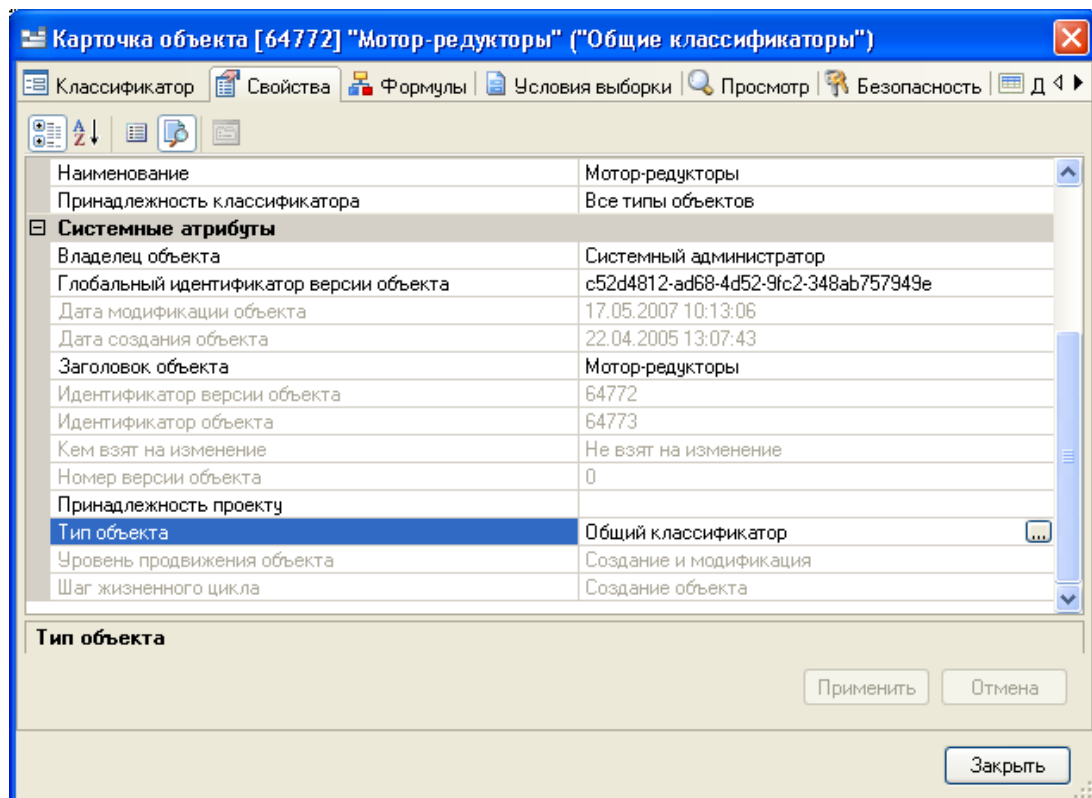 Карточка объекта [64772] "Мотор-редукторы" ("Общие классификаторы")
Классификатор Свойства Формулы Условия выборки Просмотр Безопасность Д
Наименование Мотор-редукторы
Принадлежность классификатора Все типы объектов
Системные атрибуты
Владелец объекта Системный администратор
Глобальный идентификатор версии объекта c52d4812-ad68-4d52-9fc2-348ab757949e
Дата модификации объекта 17.05.2007 10:13:06
Дата создания объекта 22.04.2005 13:07:43
Заголовок объекта Мотор-редукторы
Идентификатор версии объекта 64772
Идентификатор объекта 64773
Кем взят на изменение Не взят на изменение
Номер версии объекта 0
Принадлежность проекту
Тип объекта Общий классификатор ...
Уровень продвижения объекта Создание и модификация
Шаг жизненного цикла Создание объекта
Тип объекта
Применить Отмена
Закрыть